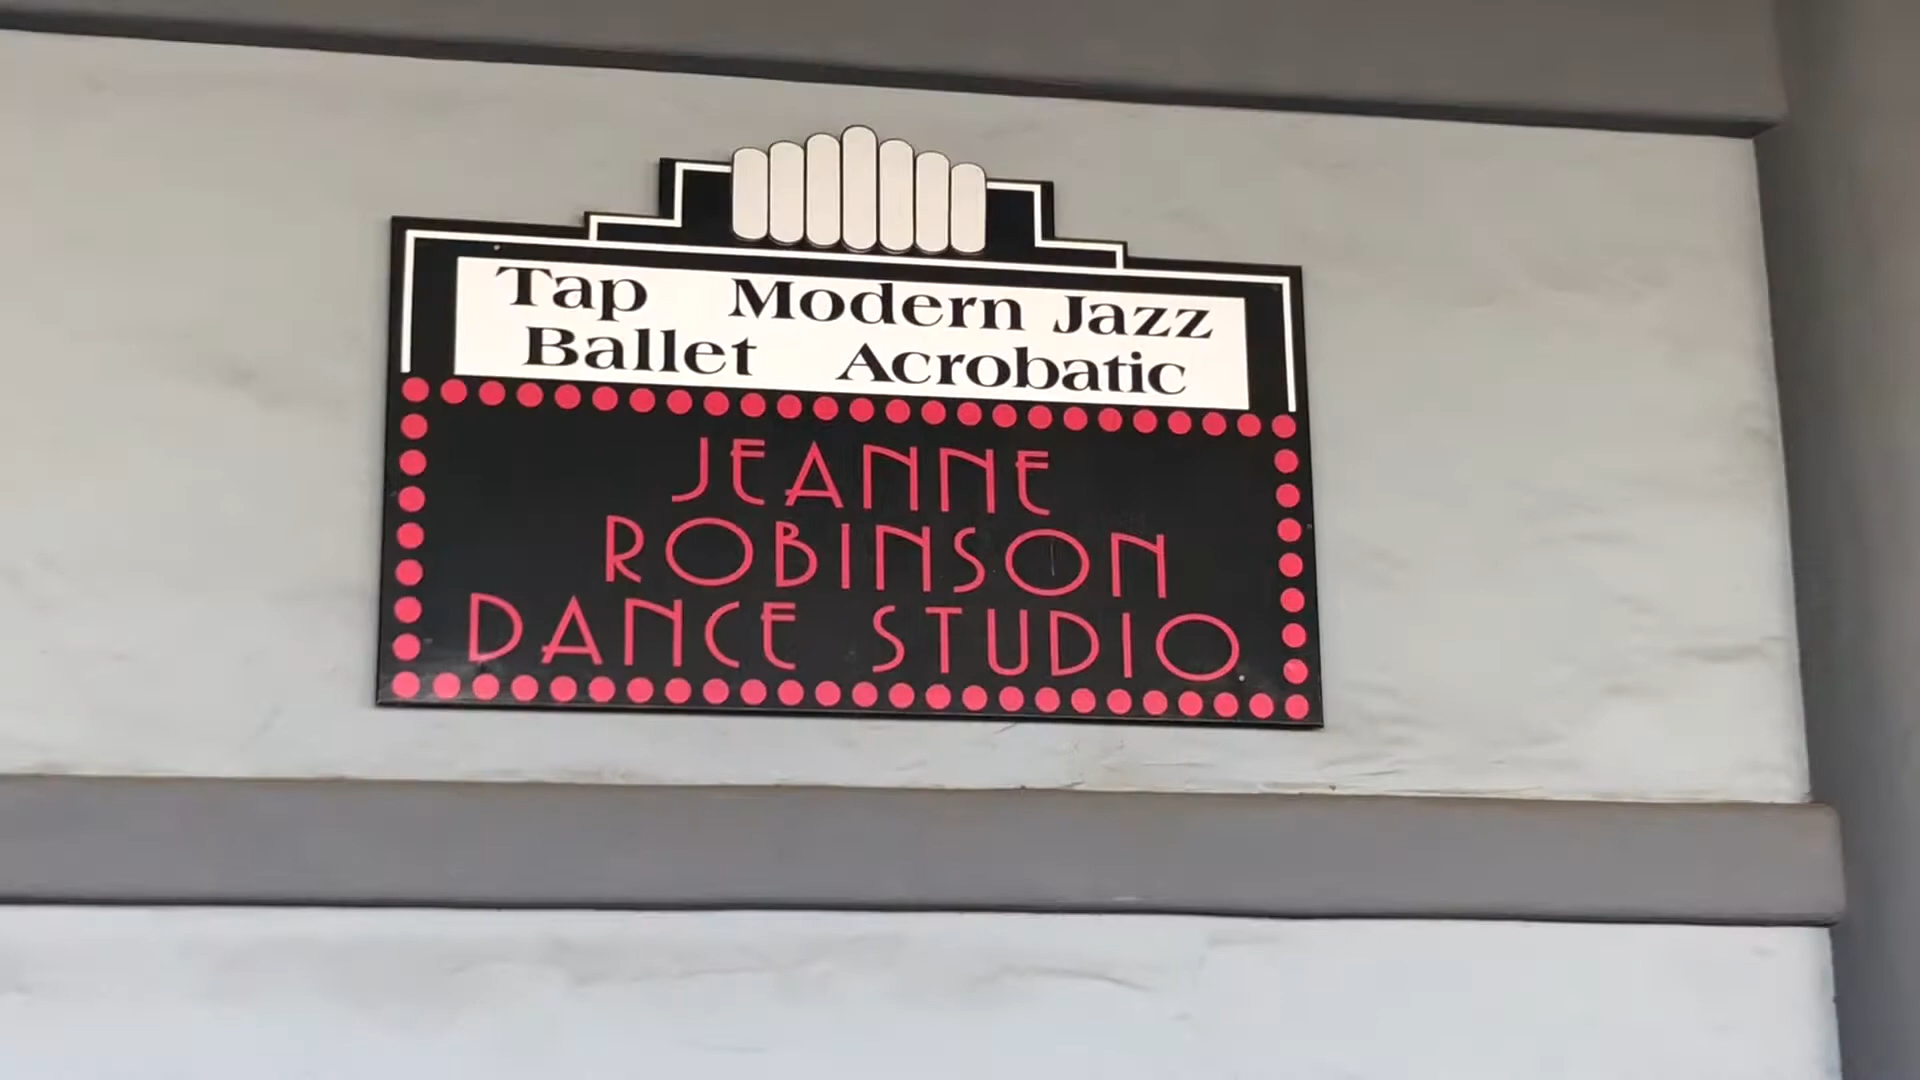 Tap Modern Jazz
Ballet Acrobatic
JEANNE
ROBINSON
DANCE STUDIO